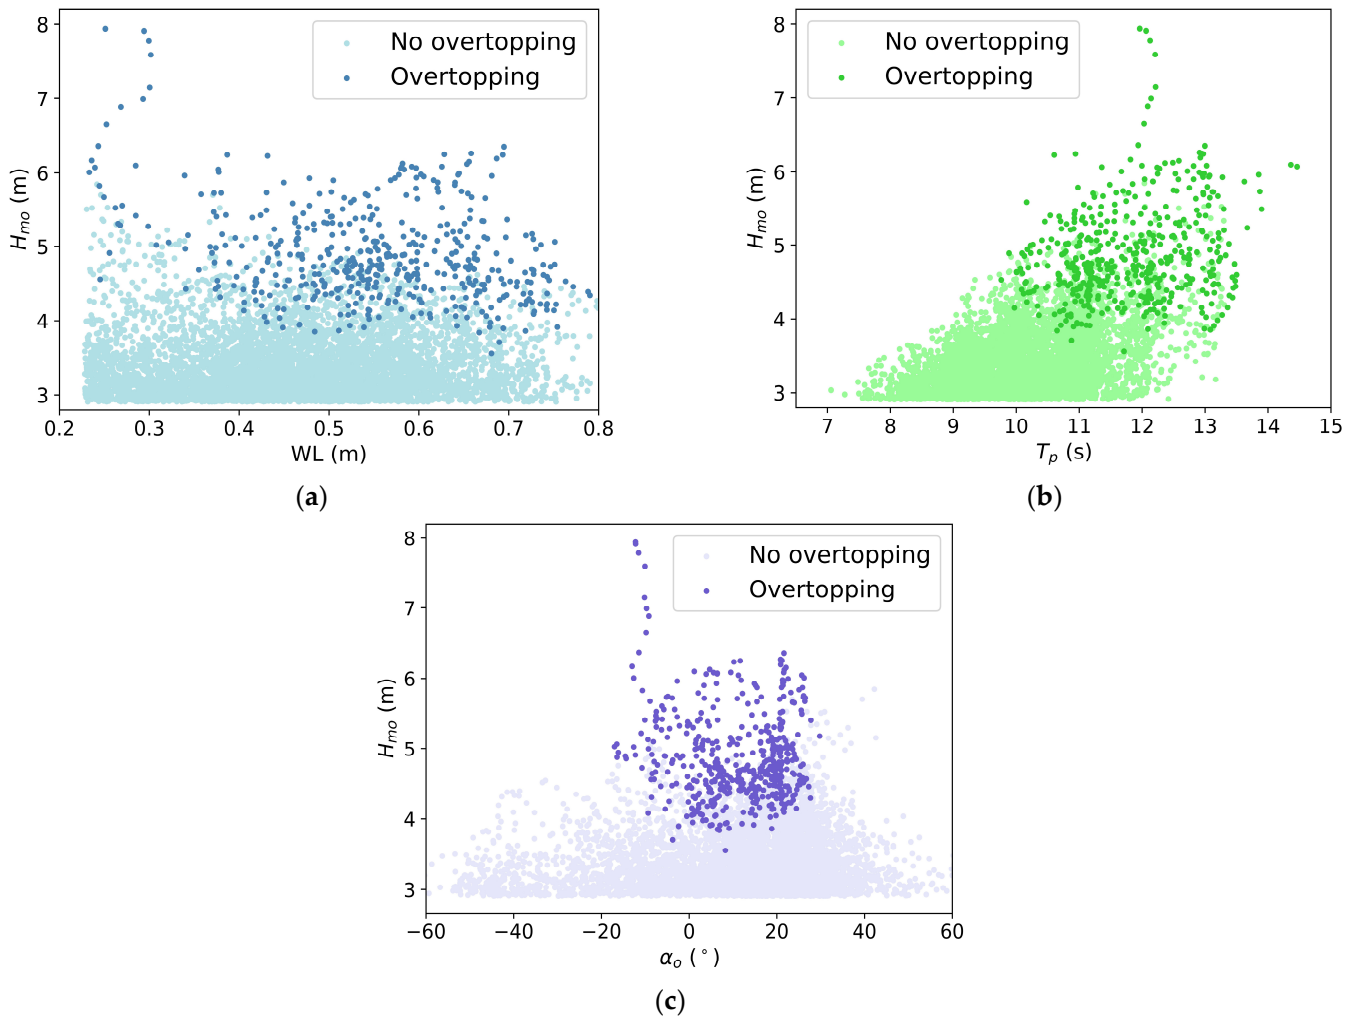 8
7
6
5
4
3
H_mo (m)
No overtopping
Overtopping
0.2 0.3 0.4 0.5 0.6 0.7 0.8
WL (m)
(a)
8
7
6
5
4
3
H_mo (m)
No overtopping
Overtopping
7 8 9 10 11 12 13 14 15
T_p (s)
(b)
8
7
6
5
4
3
H_mo (m)
No overtopping
Overtopping
−60 −40 −20 0 20 40 60
α_o (°)
(c)